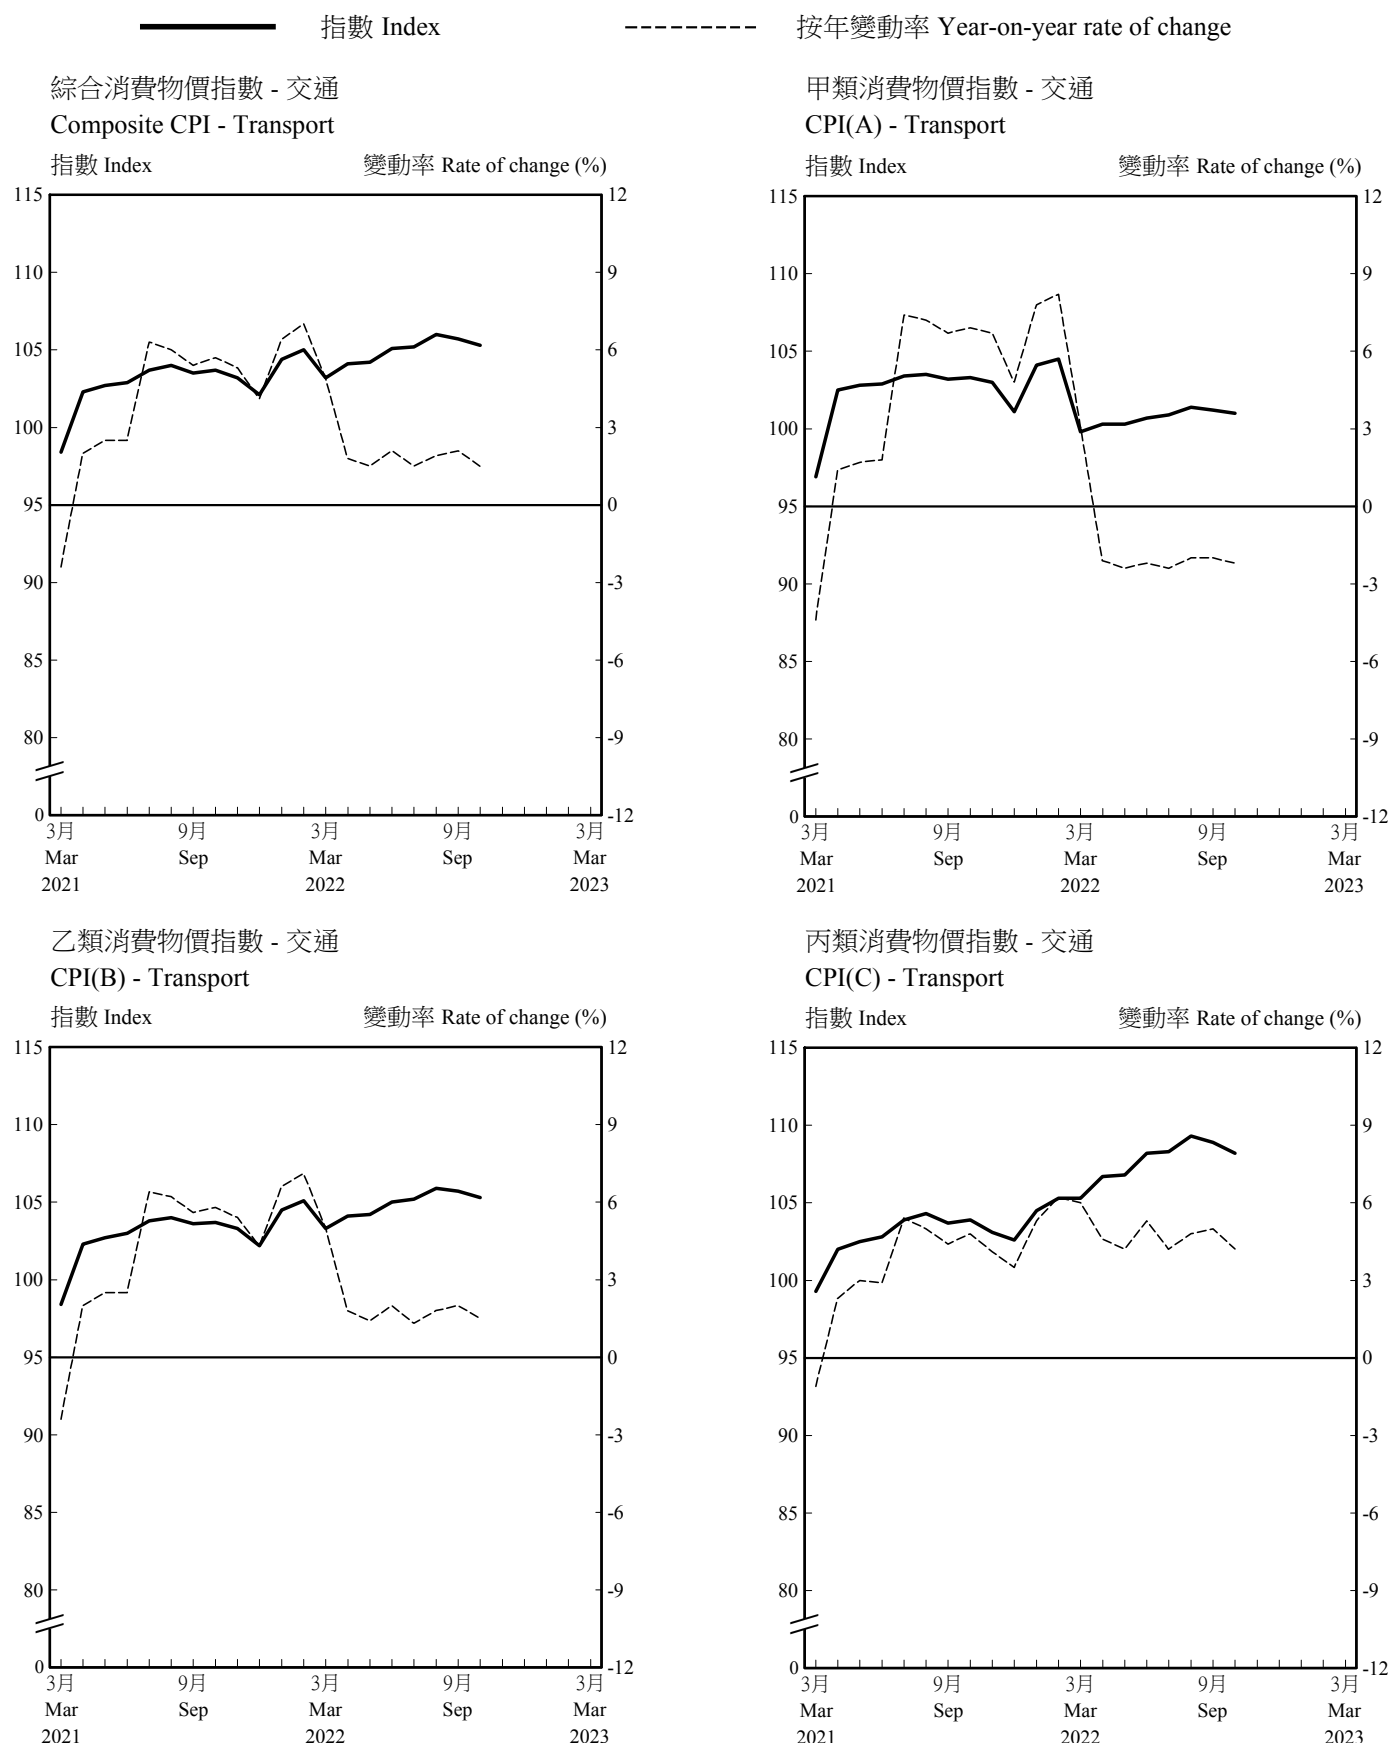 指數 Index
按年變動率 Year-on-year rate of change
綜合消費物價指數 - 交通
Composite CPI - Transport
指數 Index
變動率 Rate of change (%)
115
110
105
100
95
90
85
80
0
12
9
6
3
0
-3
-6
-9
-12
3月
Mar
2021
9月
Sep
3月
Mar
2022
9月
Sep
3月
Mar
2023
甲類消費物價指數 - 交通
CPI(A) - Transport
指數 Index
變動率 Rate of change (%)
115
110
105
100
95
90
85
80
0
12
9
6
3
0
-3
-6
-9
-12
3月
Mar
2021
9月
Sep
3月
Mar
2022
9月
Sep
3月
Mar
2023
乙類消費物價指數 - 交通
CPI(B) - Transport
指數 Index
變動率 Rate of change (%)
115
110
105
100
95
90
85
80
0
12
9
6
3
0
-3
-6
-9
-12
3月
Mar
2021
9月
Sep
3月
Mar
2022
9月
Sep
3月
Mar
2023
丙類消費物價指數 - 交通
CPI(C) - Transport
指數 Index
變動率 Rate of change (%)
115
110
105
100
95
90
85
80
0
12
9
6
3
0
-3
-6
-9
-12
3月
Mar
2021
9月
Sep
3月
Mar
2022
9月
Sep
3月
Mar
2023